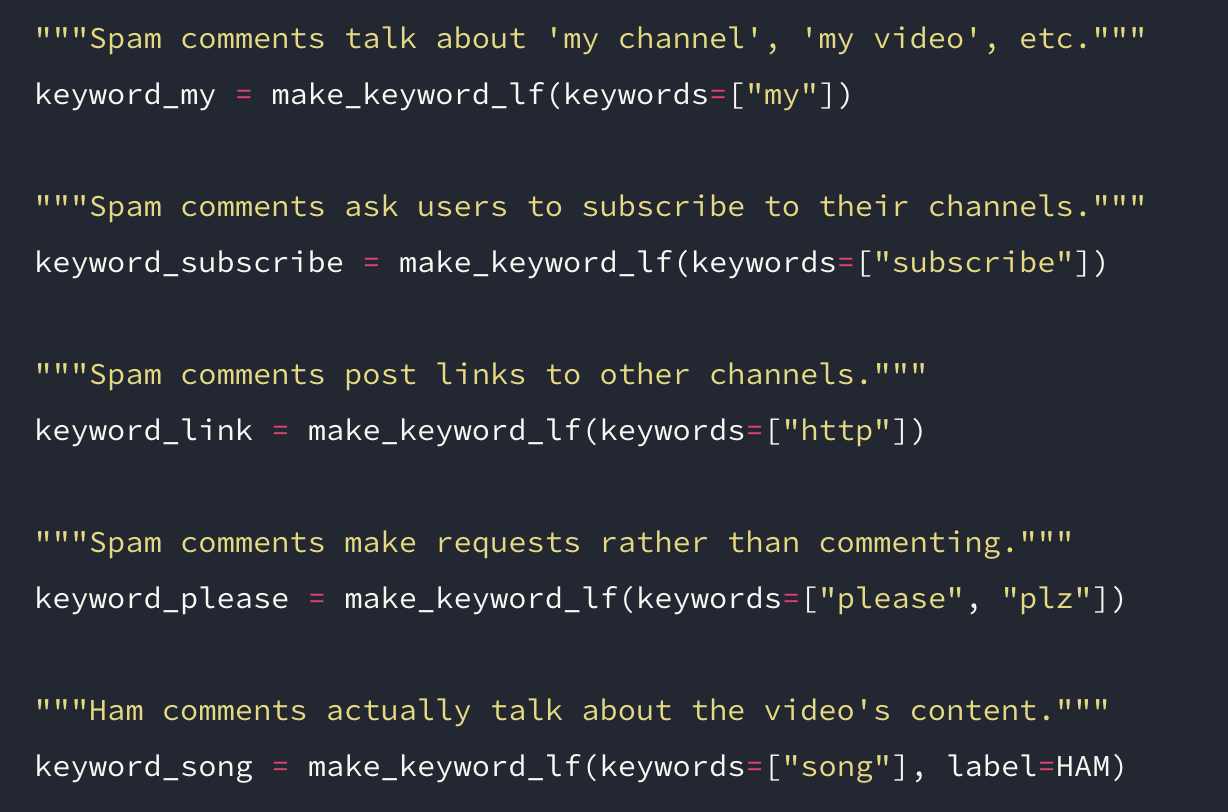 """Spam comments talk about 'my channel', 'my video', etc."""
keyword_my = make_keyword_lf(keywords=["my"])
"""Spam comments ask users to subscribe to their channels."""
keyword_subscribe = make_keyword_lf(keywords=["subscribe"])
"""Spam comments post links to other channels."""
keyword_link = make_keyword_lf(keywords=["http"])
"""Spam comments make requests rather than commenting."""
keyword_please = make_keyword_lf(keywords=["please", "plz"])
"""Ham comments actually talk about the video's content."""
keyword_song = make_keyword_lf(keywords=["song"], label=HAM)